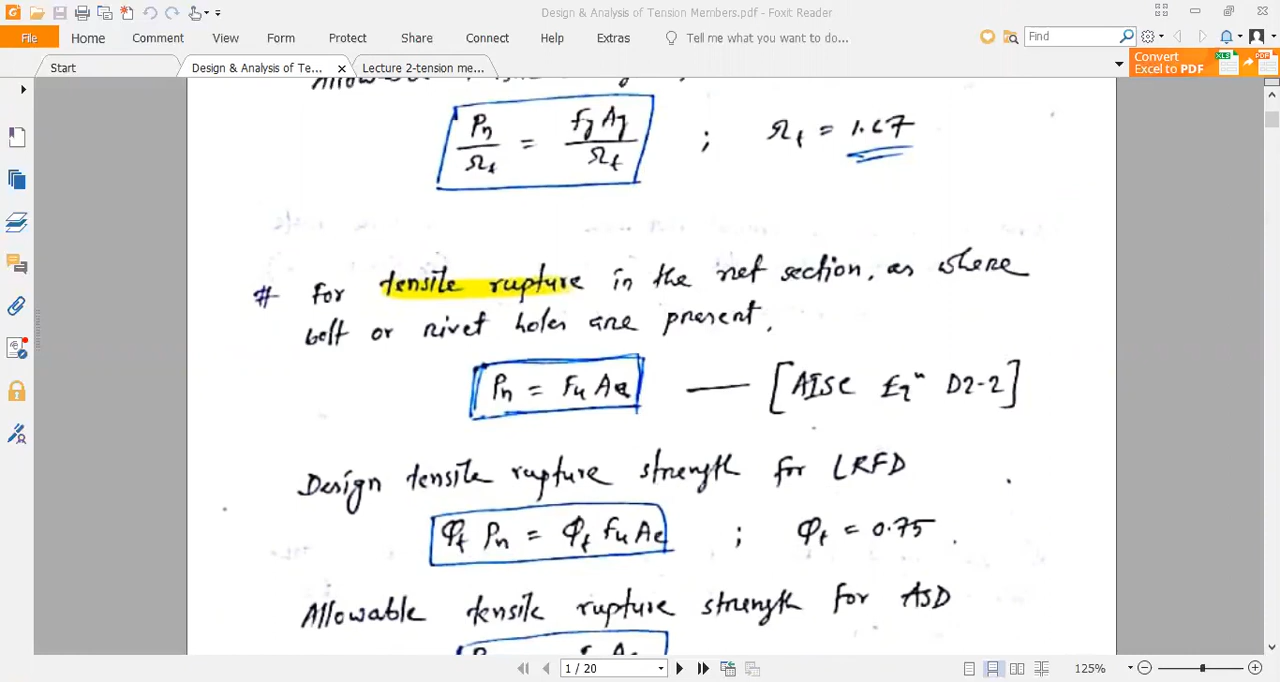 Design & Analysis of Tension Members.pdf - Foxit Reader
File Home Comment View Form Protect Share Connect Help Extras Tell me what you want to do... Find
Start Design & Analysis of Te... Lecture 2-tension me...
Convert
Excel to PDF
Pn/Ωt = fyAg/Ωt ; Ωt = 1.67
# For tensile rupture in the net section, as where
bolt or rivet holes are present,
Pn = Fu Ae — [AISC Eqⁿ D2-2]
Design tensile rupture strength for LRFD
Φt Pn = Φt Fu Ae ; Φt = 0.75
Allowable tensile rupture strength for ASD
1 / 20 125%